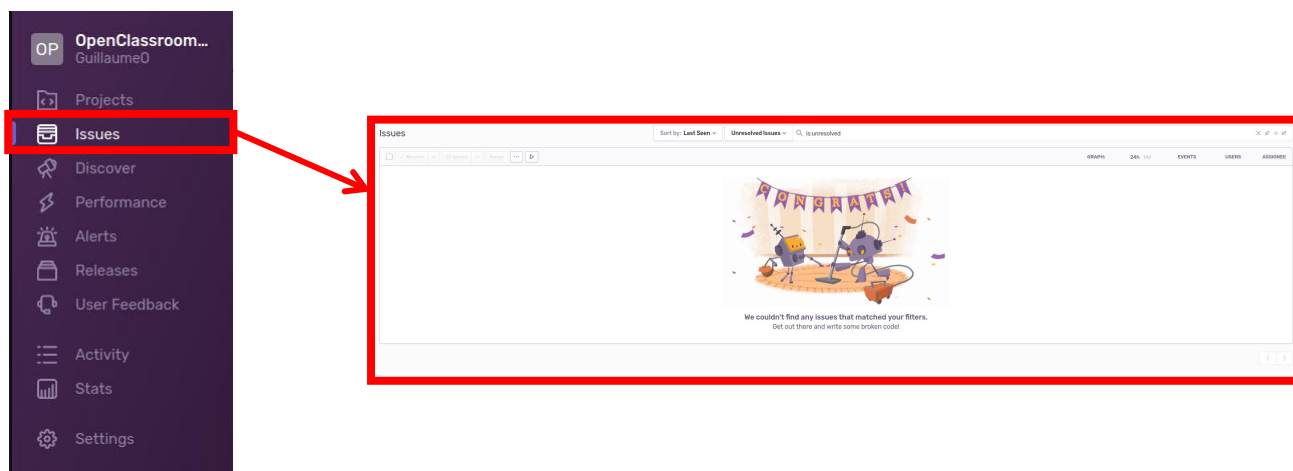 OP
OpenClassroom...
GuillaumeO
Projects
Issues
Discover
Performance
Alerts
Releases
User Feedback
Activity
Stats
Settings
Issues
Sort by: Last Seen
Unresolved Issues
is:unresolved
GRAPH: 24h 14d EVENTS USERS ASSIGNEE
CONGRATS!
We couldn't find any issues that matched your filters.
Get out there and write some broken code!